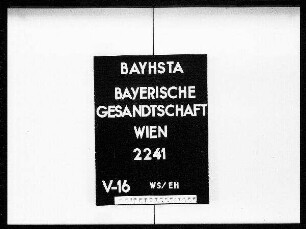 BAYHSTA
BAYERISCHE
GESANDTSCHAFT
WIEN
2241
V-16 WS/EH